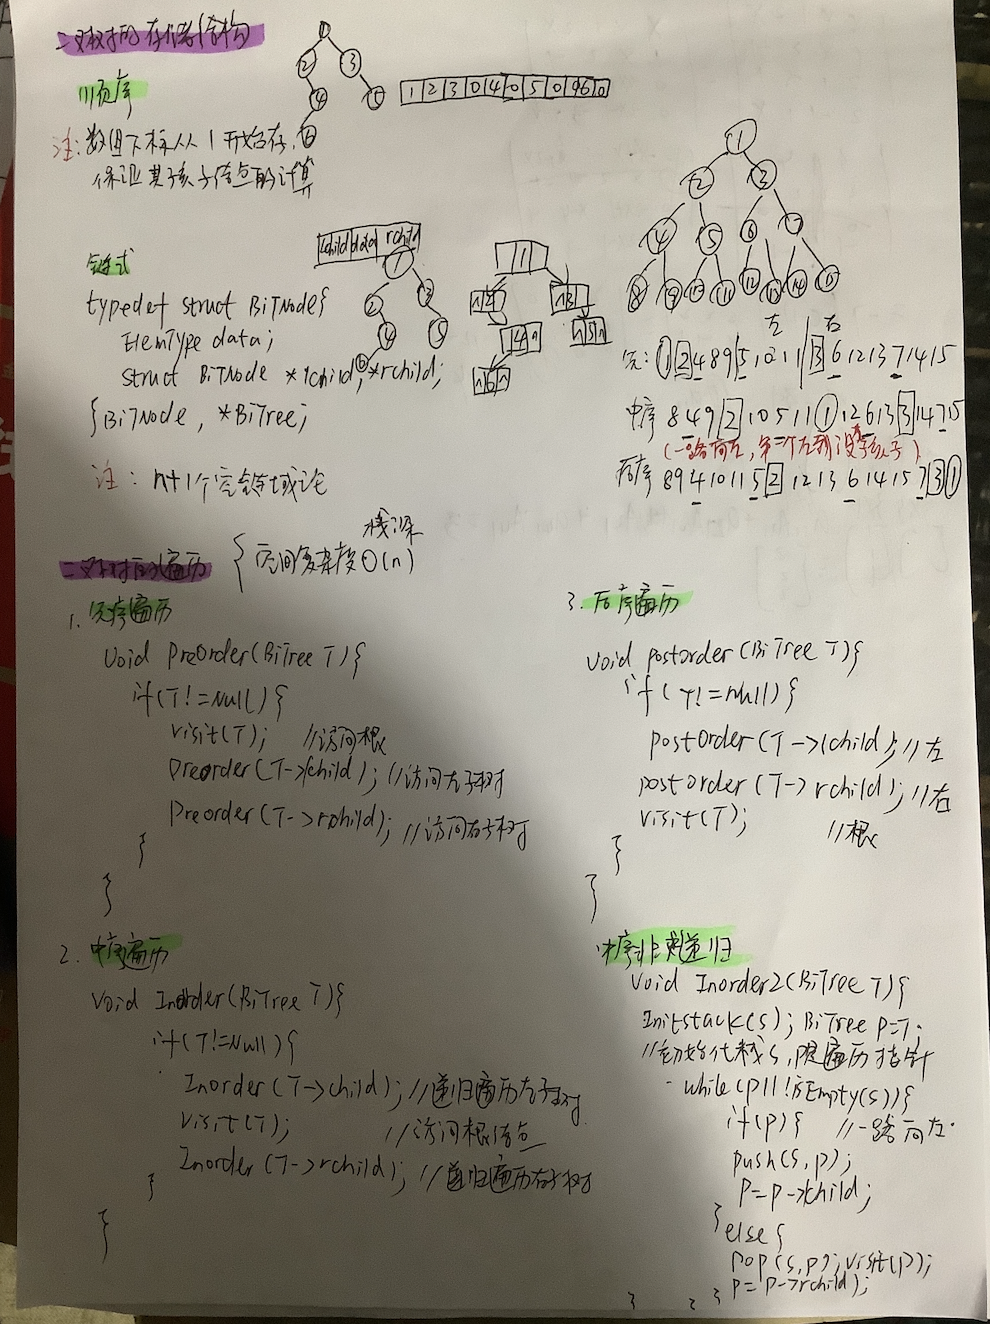 二叉树的存储结构
顺序
1 2 3 0 4 0 5 0 9 6 0
注: 数组下标从 1 开始存,
保证其孩子结点的计算
1
2 3
4
6
链式
lchild data rchild
typedef struct BiTNode{
ElemType data;
struct BiTNode *lchild, *rchild;
}BiTNode, *BiTree;
注: n+1个空链域论
1
2 3
4 5
6
1
4 n
n 6 n
n 5 n
1
2 3
4 5 6 7
8 9 10 11 12 13 14
左 右
先: 1 2 4 8 9 5 10 11 3 6 12 13 7 14 15
中序 8 4 9 2 10 5 11 1 12 6 13 3 14 7 15
(一路向左, 第一个左到没左孩子)
后序 8 9 4 10 11 5 2 12 13 6 14 15 7 3 1
二叉树的遍历
栈深
空间复杂度 O(n)
1. 先序遍历
void Preorder(BiTree T){
if(T!=Null){
visit(T); //访问根
Preorder(T->lchild); //访问左子树
Preorder(T->rchild); //访问右子树
}
}
2. 中序遍历
void Inorder(BiTree T){
if(T!=Null){
Inorder(T->child); //递归遍历左子树
visit(T); //访问根结点
Inorder(T->rchild); //递归遍历右子树
}
}
3. 后序遍历
void postorder(BiTree T){
if(T!=null){
postorder(T->lchild); //左
postorder(T->rchild); //右
visit(T); //根
}
}
中序非递归
void Inorder2(BiTree T){
Initstack(S); BiTree P=T;
//初始化栈S, 遍历指针
while(p||!isEmpty(s)){
if(p){ //一路向左
push(S,p);
p=p->lchild;
}else{
pop(S,p); visit(p);
p=p->rchild);
} } }